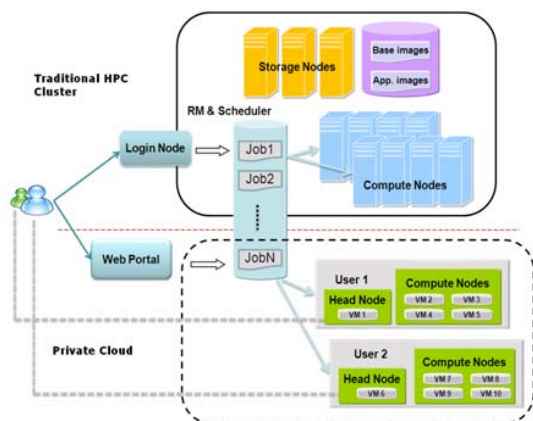 Traditional HPC
Cluster
Storage Nodes
Base images
App. images
RM & Scheduler
Login Node
Job1
Job2
Compute Nodes
Web Portal
JobN
User 1
Head Node
VM 1
Compute Nodes
VM 2 VM 3
VM 4 VM 5
Private Cloud
User 2
Head Node
VM 6
Compute Nodes
VM 7 VM 8
VM 9 VM 10